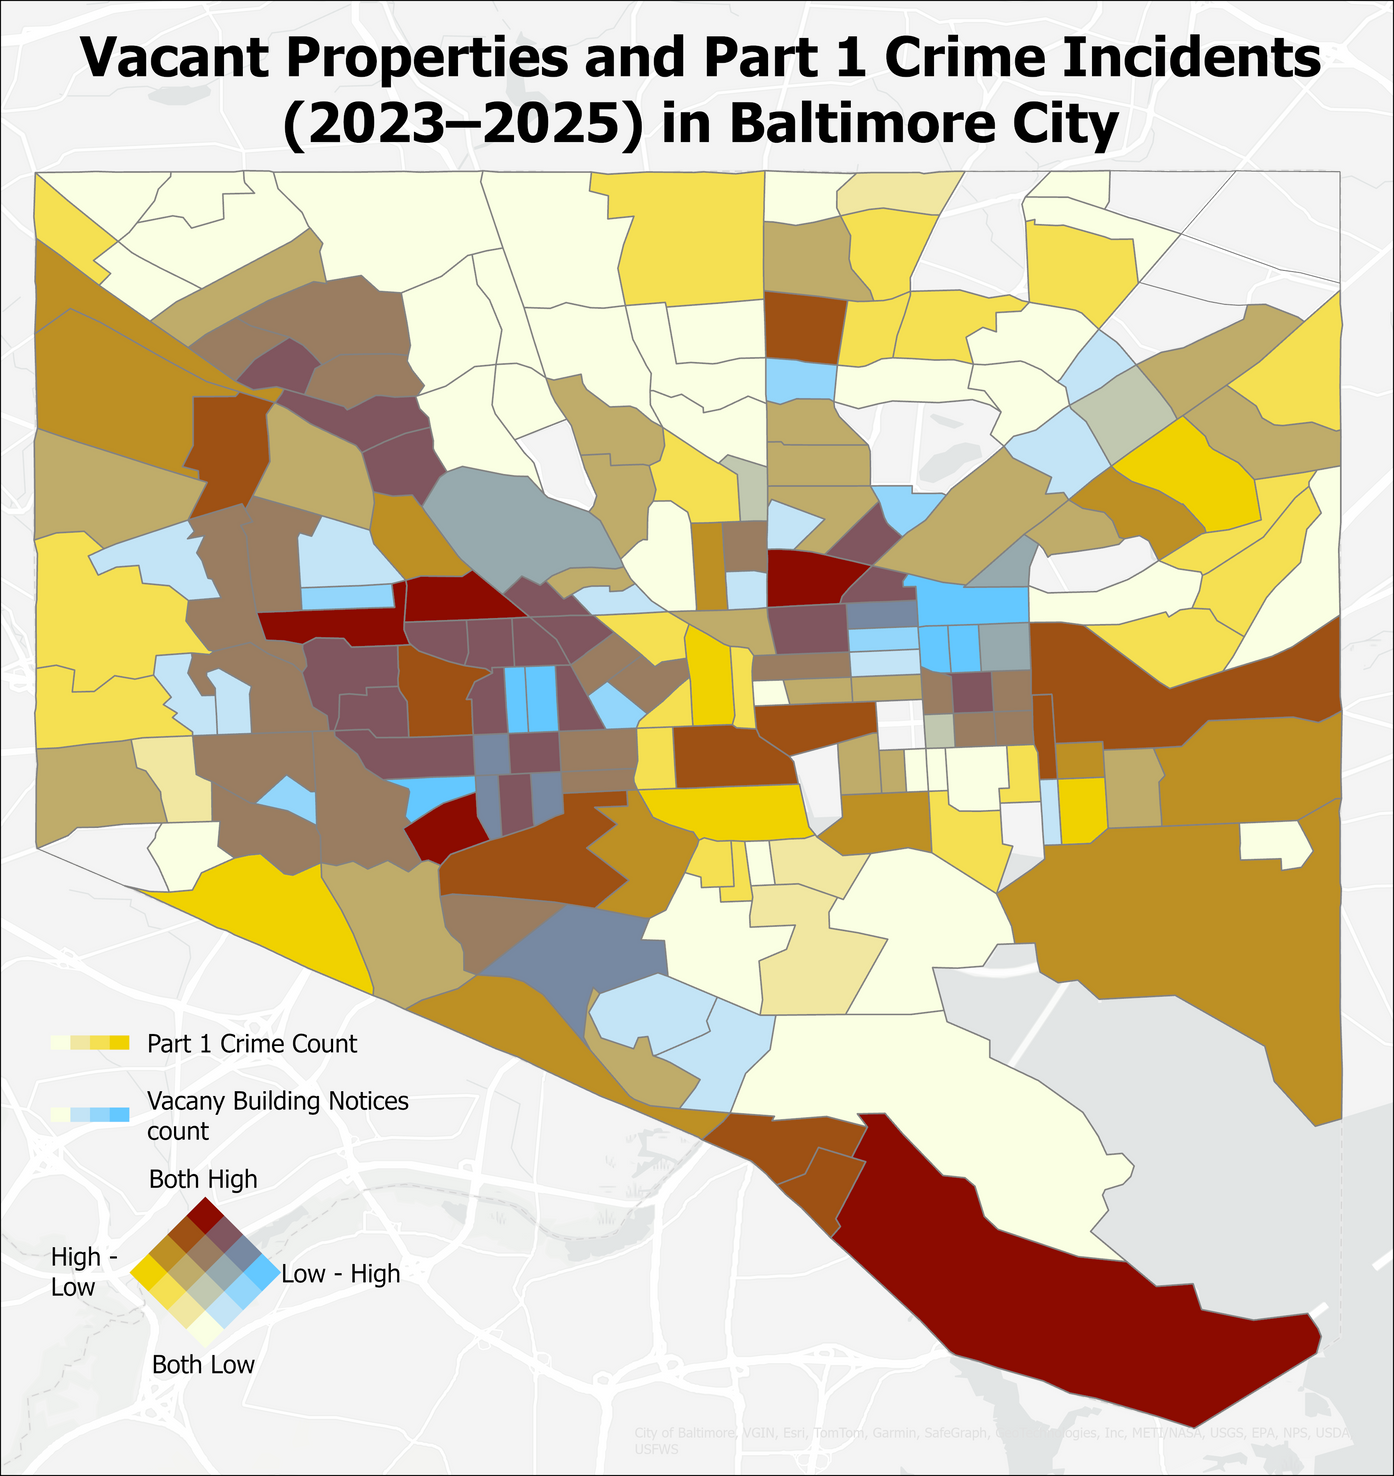 Vacant Properties and Part 1 Crime Incidents
(2023–2025) in Baltimore City
Part 1 Crime Count
Vacany Building Notices
count
Both High
High -
Low
Low - High
Both Low
City of Baltimore, VGIN, Esri, TomTom, Garmin, SafeGraph, Technologies, Inc, METI/NASA, USGS, EPA, NPS, USDA,
USFWS